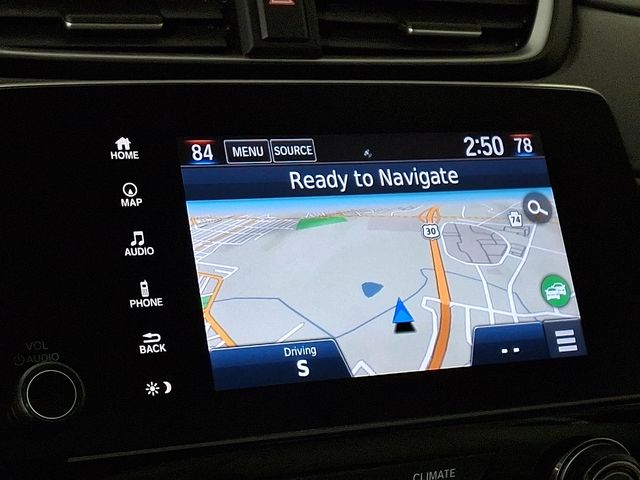 84 MENU SOURCE 2:50 78
Ready to Navigate
HOME
MAP
AUDIO
PHONE
BACK
74
30
Driving
S
- -
VOL
AUDIO
CLIMATE